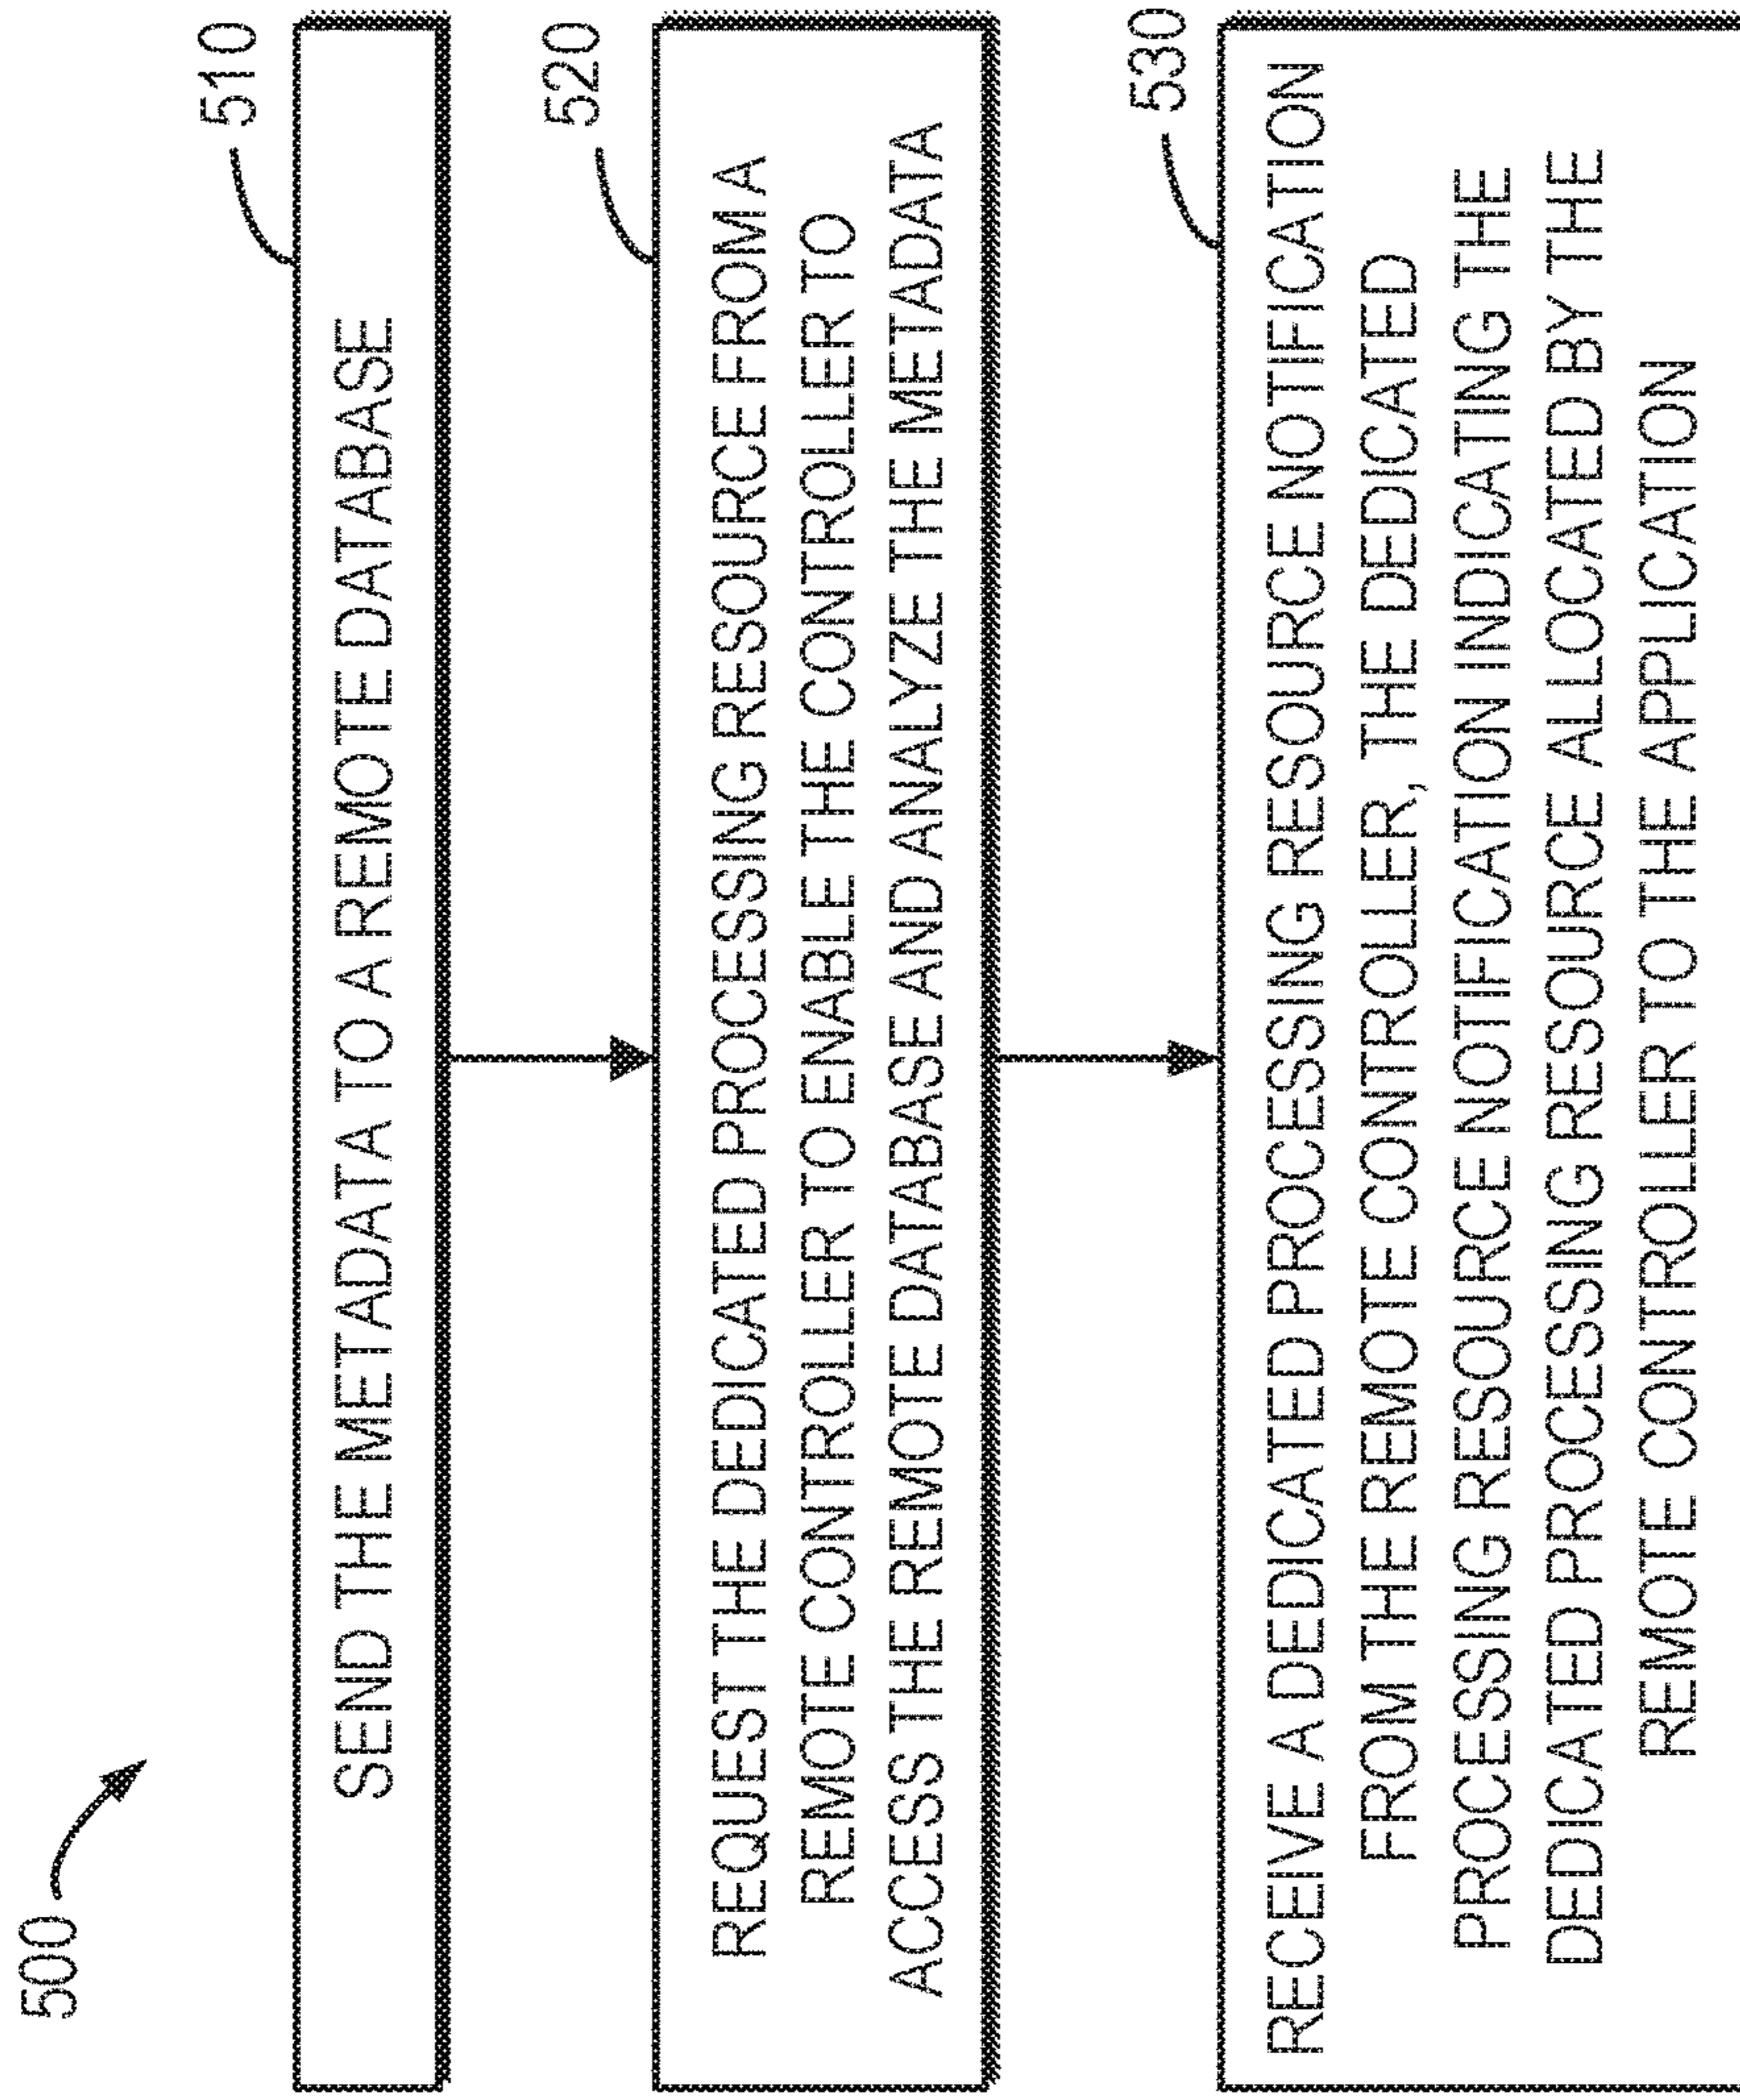 500
510
SEND THE METADATA TO A REMOTE DATABASE
520
REQUEST THE DEDICATED PROCESSING RESOURCE FROM A
REMOTE CONTROLLER TO ENABLE THE CONTROLLER TO
ACCESS THE REMOTE DATABASE AND ANALYZE THE METADATA
530
RECEIVE A DEDICATED PROCESSING RESOURCE NOTIFICATION
FROM THE REMOTE CONTROLLER, THE DEDICATED
PROCESSING RESOURCE NOTIFICATION INDICATING THE
DEDICATED PROCESSING RESOURCE ALLOCATED BY THE
REMOTE CONTROLLER TO THE APPLICATION